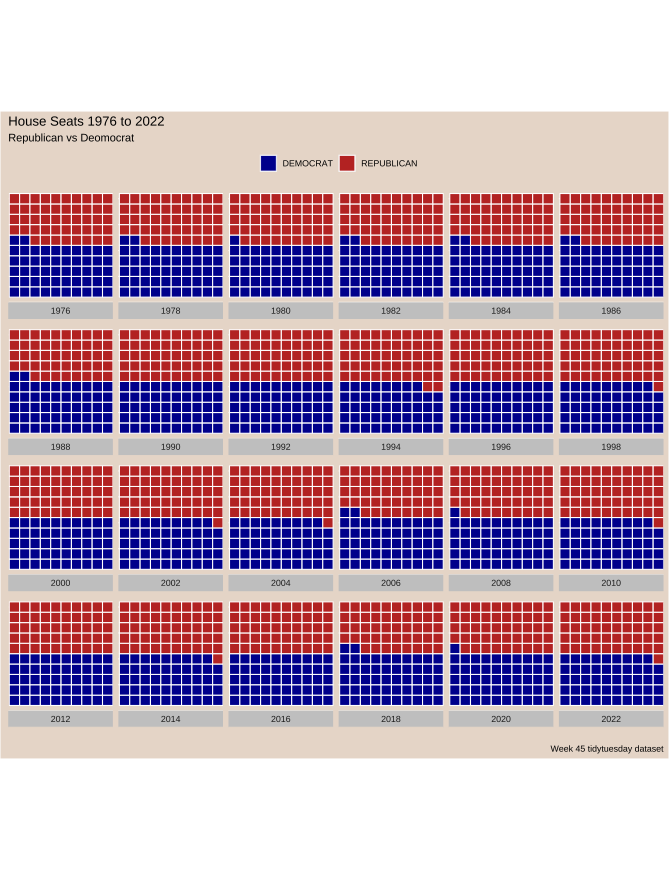 House Seats 1976 to 2022
Republican vs Deomocrat
DEMOCRAT REPUBLICAN
1976 1978 1980 1982 1984 1986
1988 1990 1992 1994 1996 1998
2000 2002 2004 2006 2008 2010
2012 2014 2016 2018 2020 2022
Week 45 tidytuesday dataset